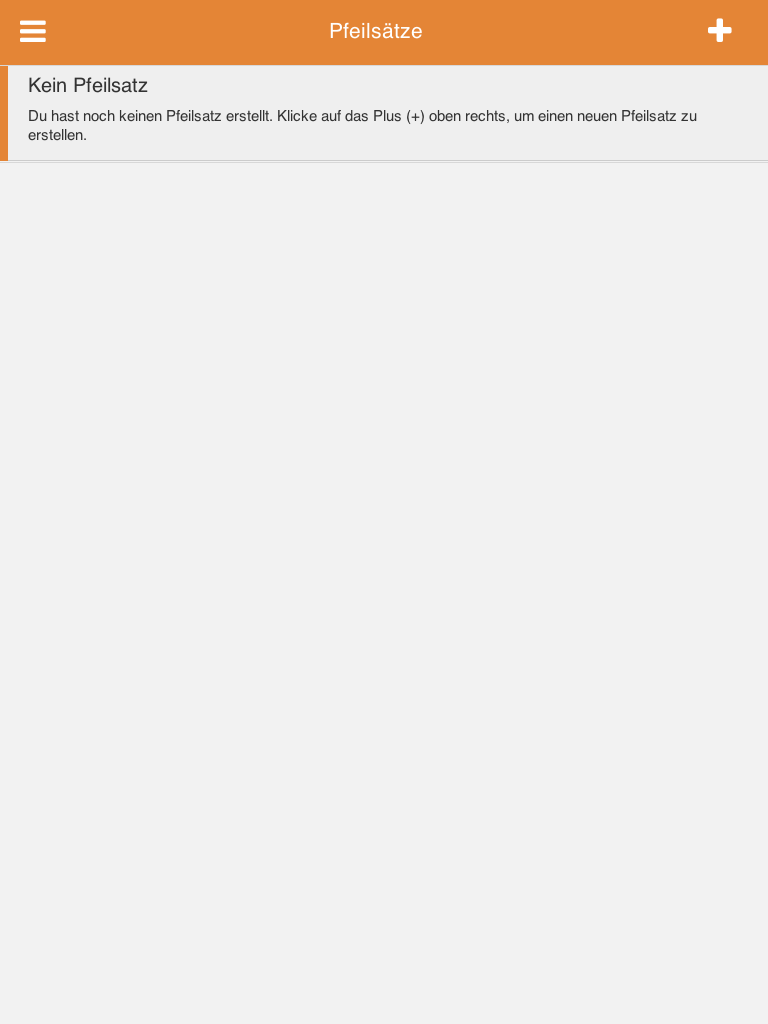 Pfeilsätze
Kein Pfeilsatz
Du hast noch keinen Pfeilsatz erstellt. Klicke auf das Plus (+) oben rechts, um einen neuen Pfeilsatz zu
erstellen.